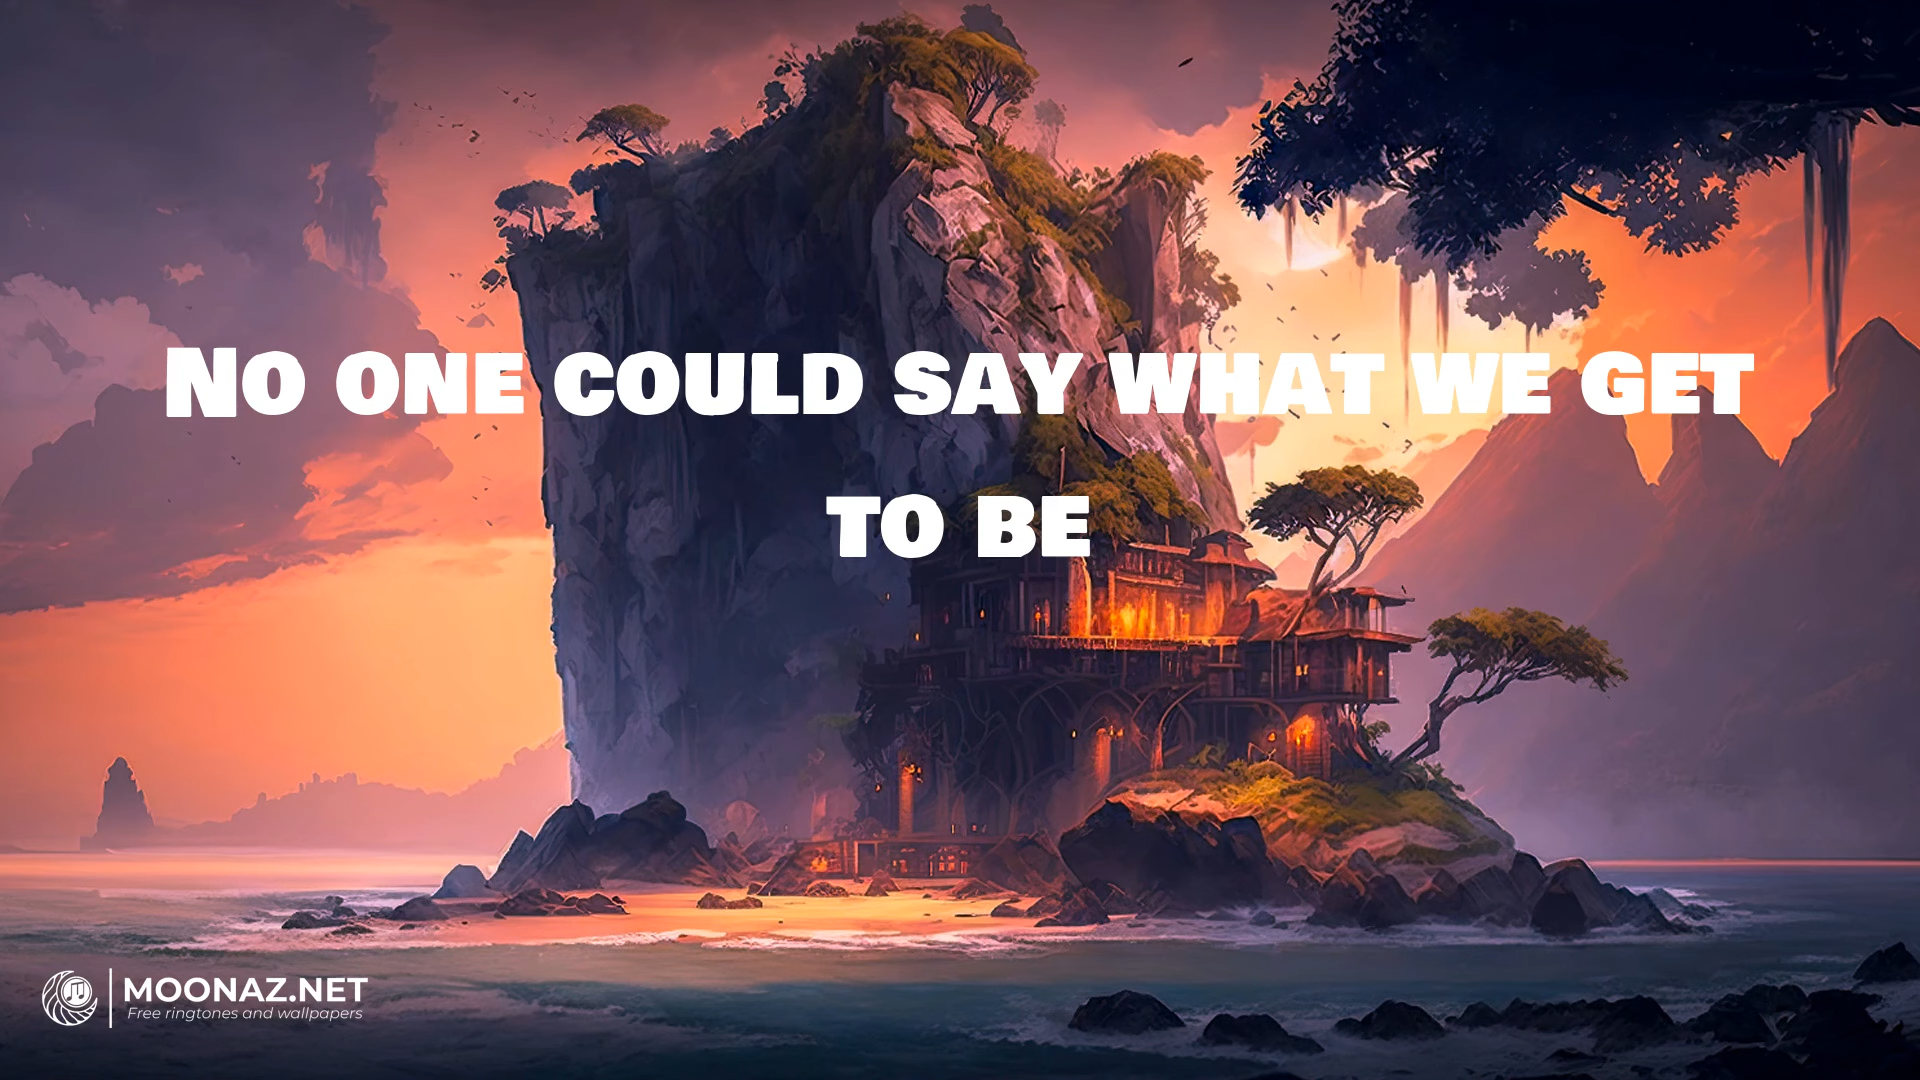 No one could say what we get
to be
MOONAZ.NET
Free ringtones and wallpapers